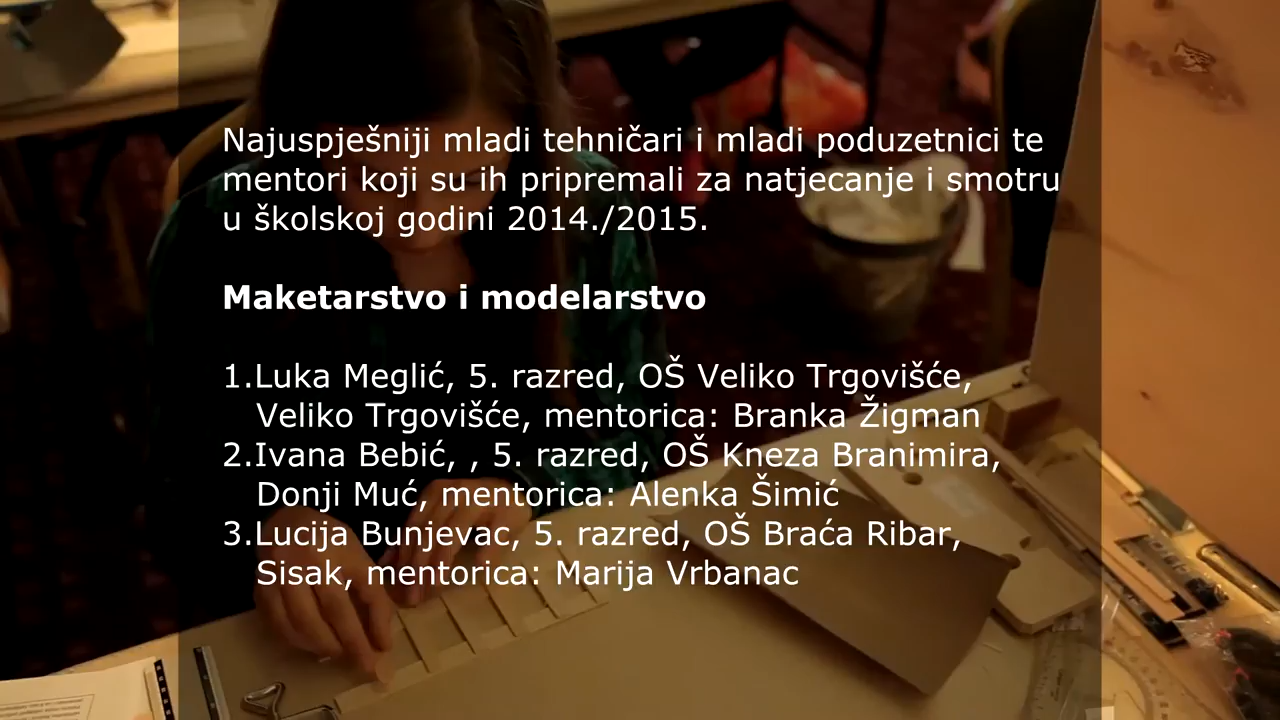 Najuspješniji mladi tehničari i mladi poduzetnici te
mentori koji su ih pripremali za natjecanje i smotru
u školskoj godini 2014./2015.
Maketarstvo i modelarstvo
1.Luka Meglić, 5. razred, OŠ Veliko Trgovišće,
Veliko Trgovišće, mentorica: Branka Žigman
2.Ivana Bebić, , 5. razred, OŠ Kneza Branimira,
Donji Muć, mentorica: Alenka Šimić
3.Lucija Bunjevac, 5. razred, OŠ Braća Ribar,
Sisak, mentorica: Marija Vrbanac